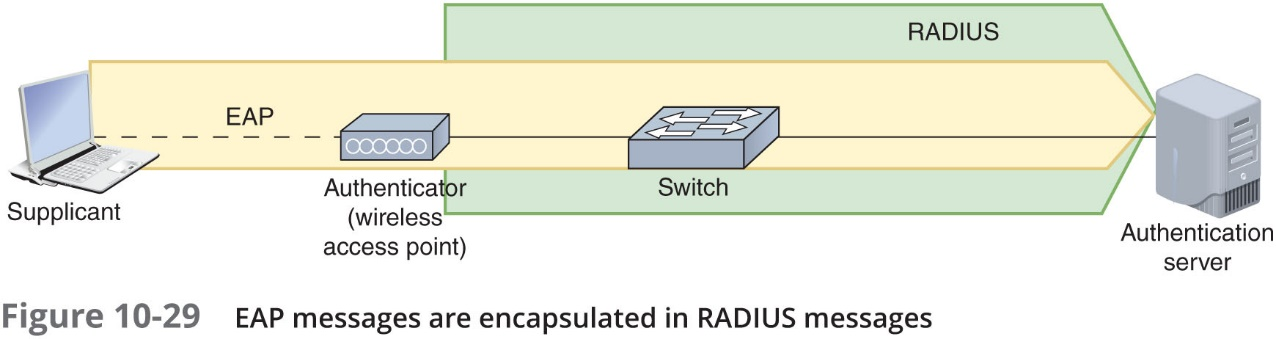 RADIUS
EAP
Supplicant
Authenticator
(wireless
access point)
Switch
Authentication
server
Figure 10-29 EAP messages are encapsulated in RADIUS messages